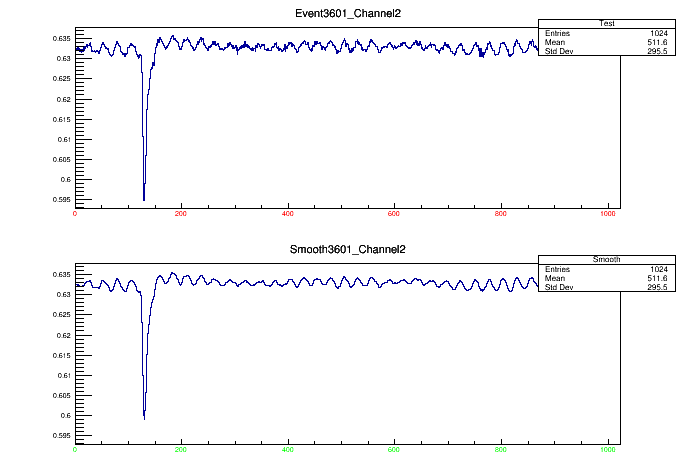 Event3601_Channel2
Test
Entries 1024
Mean 511.6
Std Dev 295.5
0.635
0.63
0.625
0.62
0.615
0.61
0.605
0.6
0.595
0 200 400 600 800 1000
Smooth3601_Channel2
Smooth
Entries 1024
Mean 511.6
Std Dev 295.5
0.635
0.63
0.625
0.62
0.615
0.61
0.605
0.6
0.595
0 200 400 600 800 1000